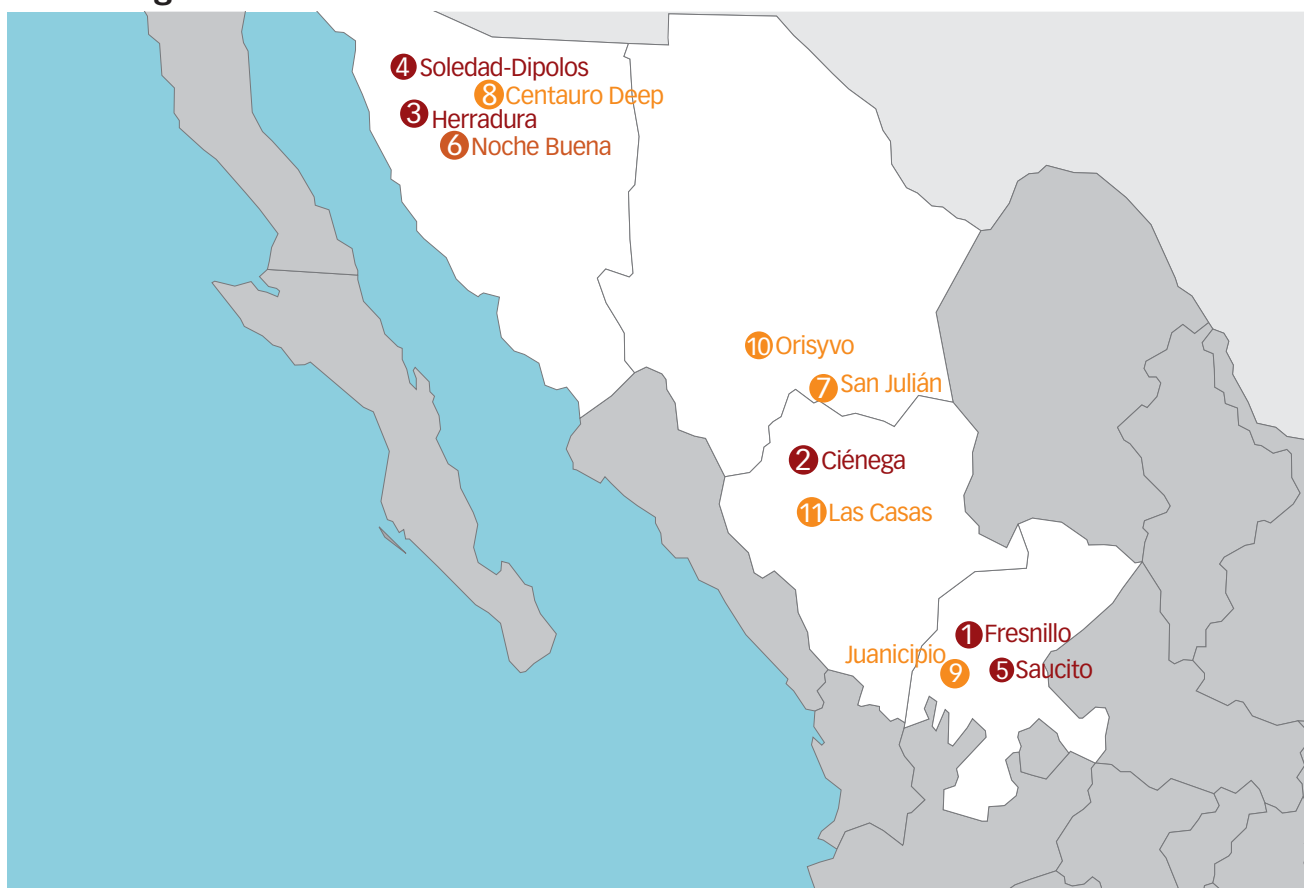 4 Soledad-Dipolos
8 Centauro Deep
3 Herradura
6 Noche Buena
10 Orisyvo
7 San Julián
2 Ciénega
11 Las Casas
1 Fresnillo
Juanicipio 9
5 Saucito